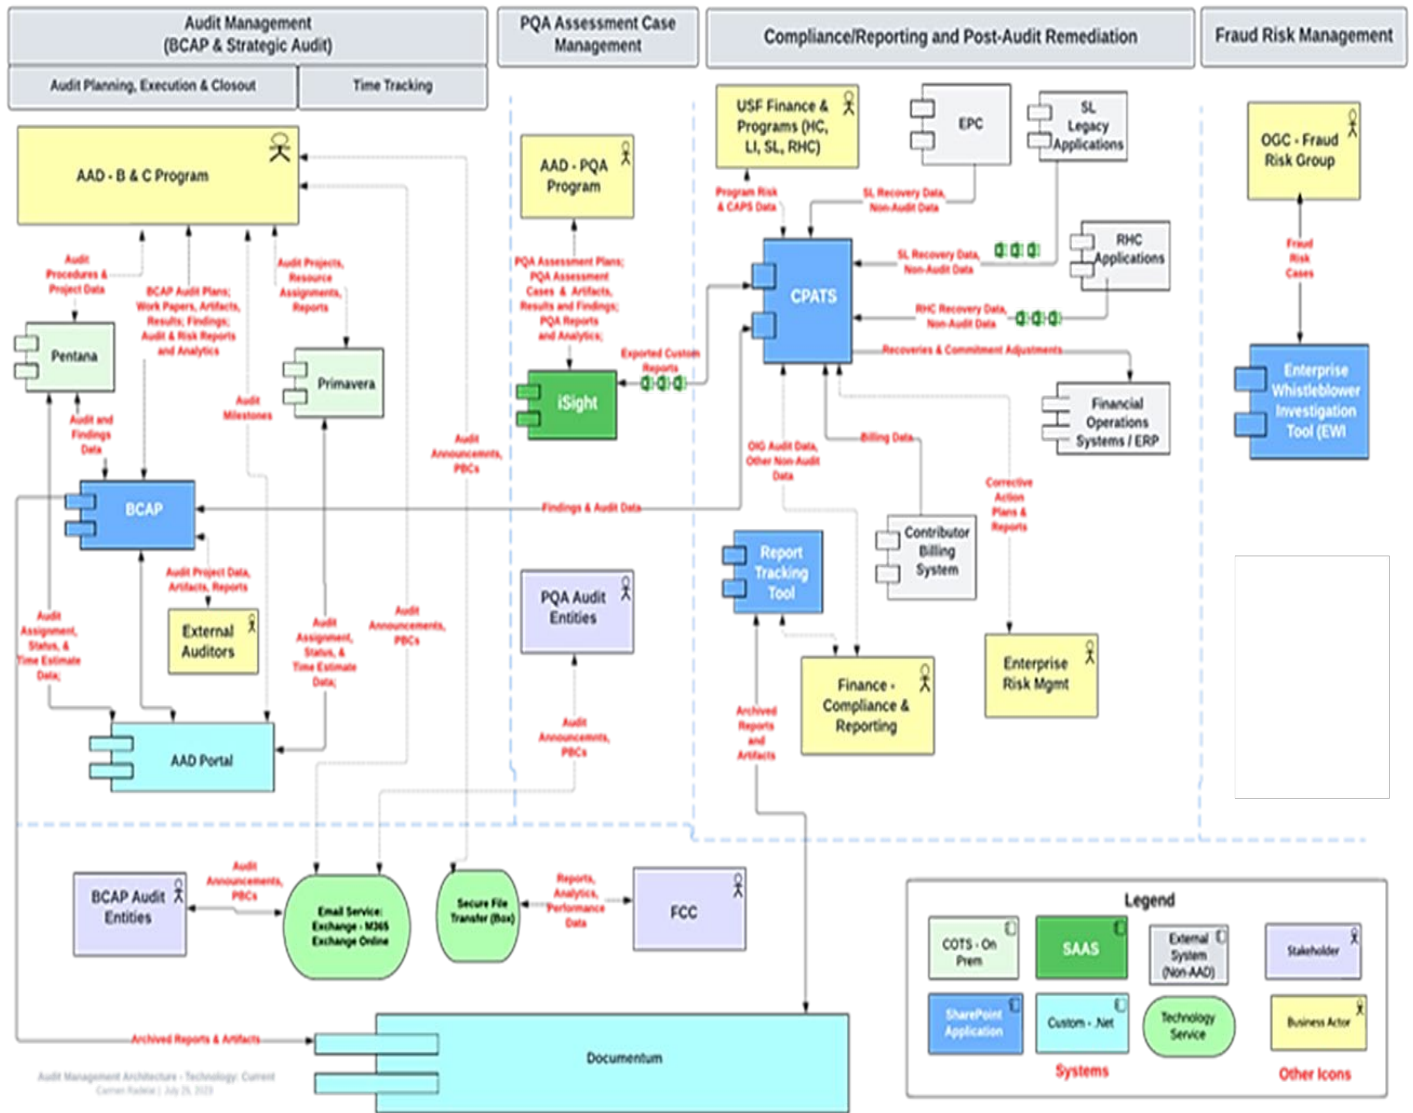 Audit Management
(BCAP & Strategic Audit)
PQA Assessment Case
Management
Compliance/Reporting and Post-Audit Remediation
Fraud Risk Management
Audit Planning, Execution & Closout
Time Tracking
AAD - B & C Program
AAD - PQA
Program
USF Finance &
Programs (HC,
LI, SL, RHC)
EPC
SL
Legacy
Applications
OGC - Fraud
Risk Group
Program Risk
& CAPS Data
SL Recovery Data,
Non-Audit Data
SL Recovery Data,
Non-Audit Data
RHC
Applications
RHC Recovery Data,
Non-Audit Data
Fraud
Risk
Cases
Audit
Procedures &
Project Data
BCAP Audit Plans;
Work Papers, Artifacts,
Results; Findings;
Audit & Risk Reports
and Analytics
Audit Projects,
Resource
Assignments,
Reports
PQA Assessment Plans;
PQA Assessment
Cases & Artifacts,
Results and Findings;
PQA Reports
and Analytics;
CPATS
Pentana
Primavera
Exported Custom
Reports
iSight
Recoveries & Commitment Adjustments
Financial
Operations
Systems / ERP
Enterprise
Whistleblower
Investigation
Tool (EWI
Audit and
Findings
Data
Audit
Milestones
Audit
Announcemnts,
PBCs
OIG Audit Data,
Other Non-Audit
Data
Billing Data
Corrective
Action
Plans &
Reports
BCAP
Findings & Audit Data
Report
Tracking
Tool
Contributor
Billing
System
Audit Project Data,
Artifacts, Reports
External
Auditors
Audit
Assignment,
Status, &
Time Estimate
Data;
Audit
Assignment,
Status, &
Time Estimate
Data;
Audit
Announcements,
PBCs
PQA Audit
Entities
Finance -
Compliance &
Reporting
Enterprise
Risk Mgmt
Archived
Reports
and
Artifacts
Audit
Announcemnts,
PBCs
AAD Portal
BCAP Audit
Entities
Audit
Announcements,
PBCs
Email Service:
Exchange - M365
Exchange Online
Secure File
Transfer (Box)
Reports,
Analytics,
Performance
Data
FCC
Archived Reports & Artifacts
Documentum
Audit Management Architecture - Technology: Current
July 25, 2023
Legend
COTS - On
Prem
SAAS
External
System
(Non-AAD)
Stakeholder
SharePoint
Application
Custom - .Net
Technology
Service
Business Actor
Systems
Other Icons